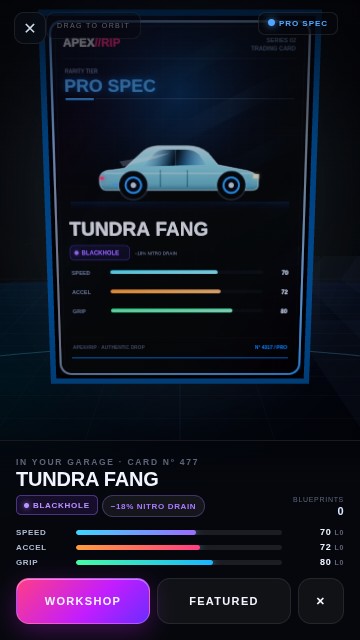 ✕
DRAG TO ORBIT
PRO SPEC
APEX//RIP
SERIES 02
TRADING CARD
RARITY TIER
PRO SPEC
TUNDRA FANG
BLACKHOLE
−18% NITRO DRAIN
SPEED 70
ACCEL 72
GRIP 80
APEX//RIP · AUTHENTIC DROP
IN YOUR GARAGE · CARD N° 477
TUNDRA FANG
BLACKHOLE
−18% NITRO DRAIN
BLUEPRINTS
0
SPEED 70 L0
ACCEL 72 L0
GRIP 80 L0
WORKSHOP
FEATURED
✕